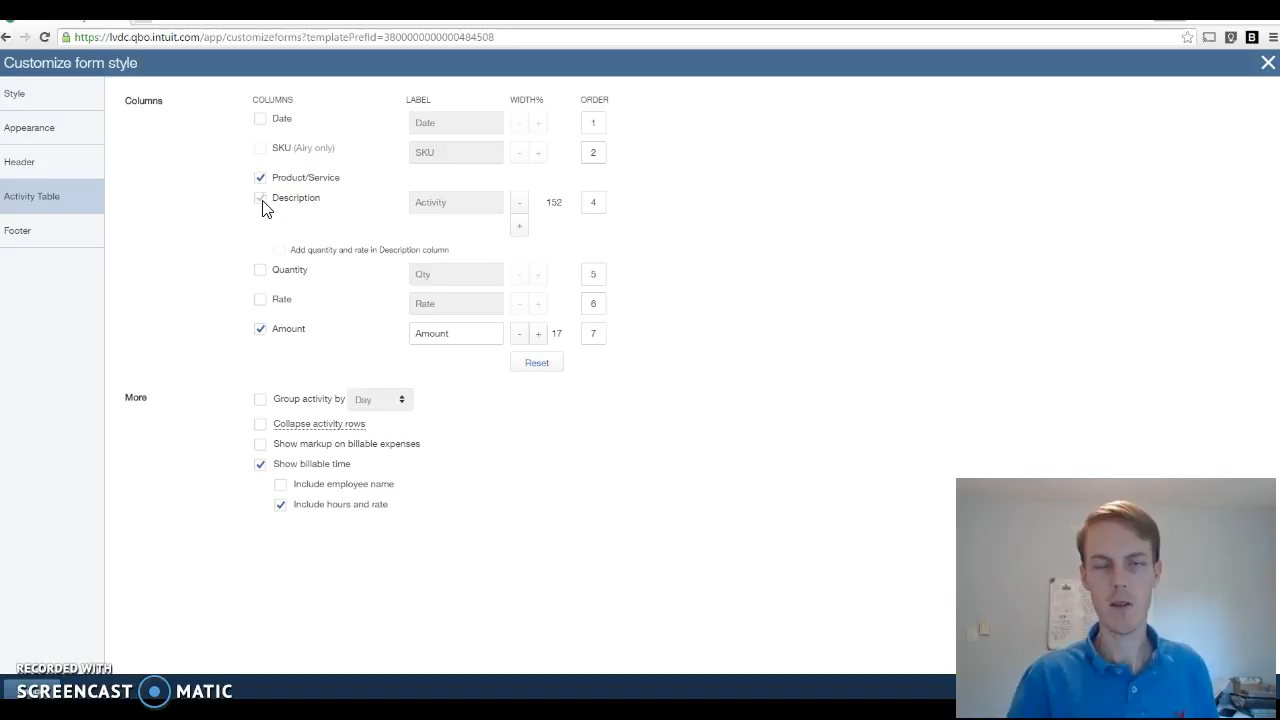 https://lvdc.qbo.intuit.com/app/customizeforms?templatePrefId=3800000000000484508
Customize form style
Style
Appearance
Header
Activity Table
Footer
Columns
COLUMNS LABEL WIDTH% ORDER
Date Date - + 1
SKU (Airy only) SKU - + 2
Product/Service
Description Activity - 152 4
+
Add quantity and rate in Description column
Quantity Qty - + 5
Rate Rate - + 6
Amount Amount - + 17 7
Reset
More
Group activity by Day
Collapse activity rows
Show markup on billable expenses
Show billable time
Include employee name
Include hours and rate
RECORDED WITH
SCREENCAST MATIC